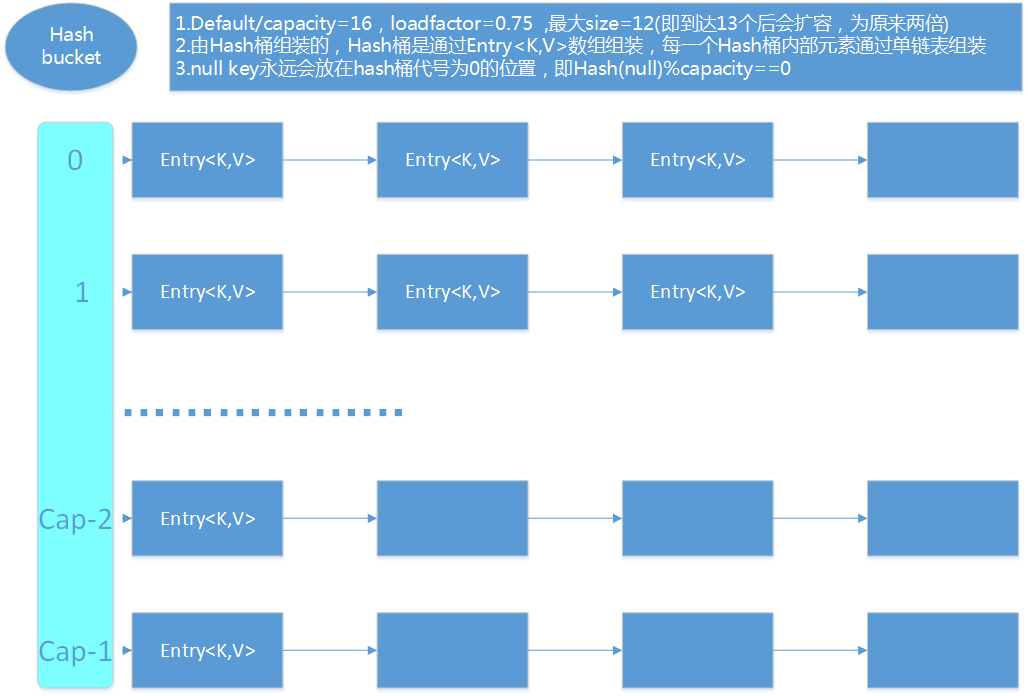 Hash
bucket
1.Default/capacity=16，loadfactor=0.75 ,最大size=12(即到达13个后会扩容，为原来两倍)
2.由Hash桶组装的，Hash桶是通过Entry<K,V>数组组装，每一个Hash桶内部元素通过单链表组装
3.null key永远会放在hash桶代号为0的位置，即Hash(null)%capacity==0
0
Entry<K,V>
Entry<K,V>
Entry<K,V>
1
Entry<K,V>
Entry<K,V>
Entry<K,V>
Cap-2
Entry<K,V>
Cap-1
Entry<K,V>